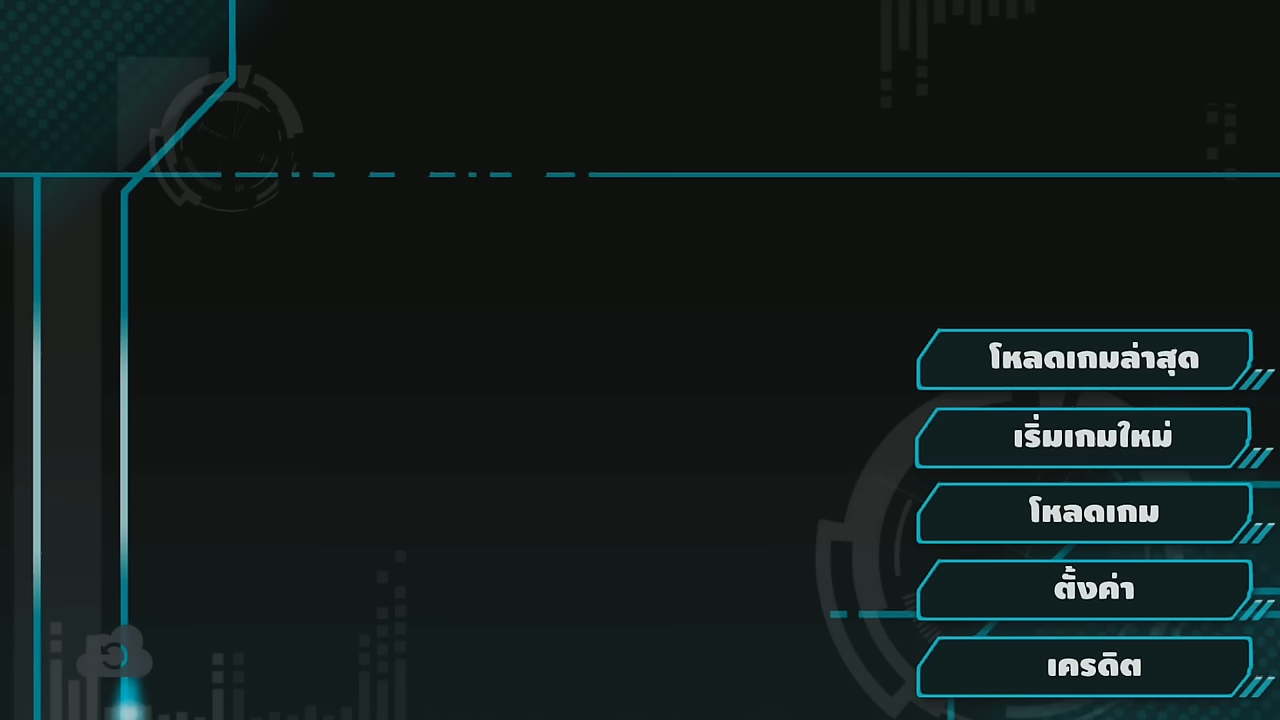 โหลดเกมล่าสุด
เริ่มเกมใหม่
โหลดเกม
ตั้งค่า
เครดิต